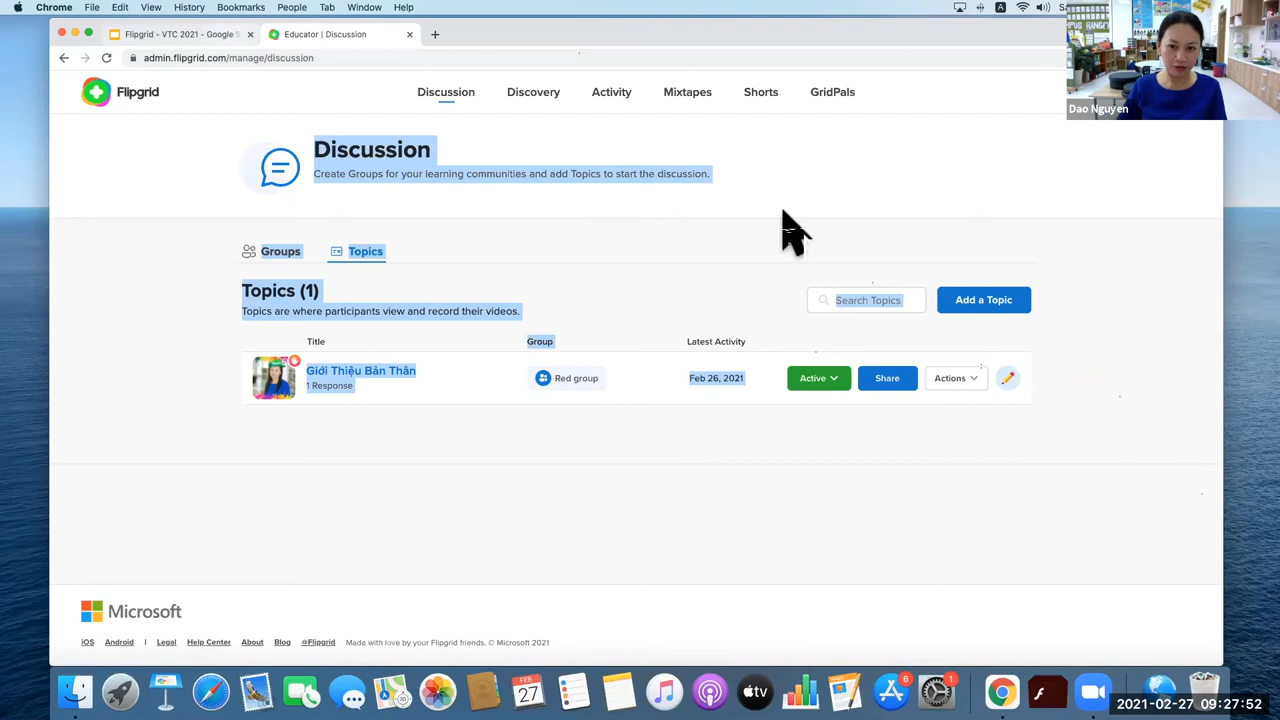 Chrome File Edit View History Bookmarks People Tab Window Help
Flipgrid - VTC 2021 - Google S
Educator | Discussion
admin.flipgrid.com/manage/discussion
Flipgrid
Discussion Discovery Activity Mixtapes Shorts GridPals
Dao Nguyen
Discussion
Create Groups for your learning communities and add Topics to start the discussion.
Groups Topics
Topics (1)
Topics are where participants view and record their videos.
Search Topics
Add a Topic
Title Group Latest Activity
Giới Thiệu Bản Thân
1 Response
Red group
Feb 26, 2021
Active
Share
Actions
Microsoft
iOS Android | Legal Help Center About Blog @Flipgrid Made with love by your Flipgrid friends. © Microsoft 2021
FEB
27
tv
6
1
2021-02-27 09:27:52